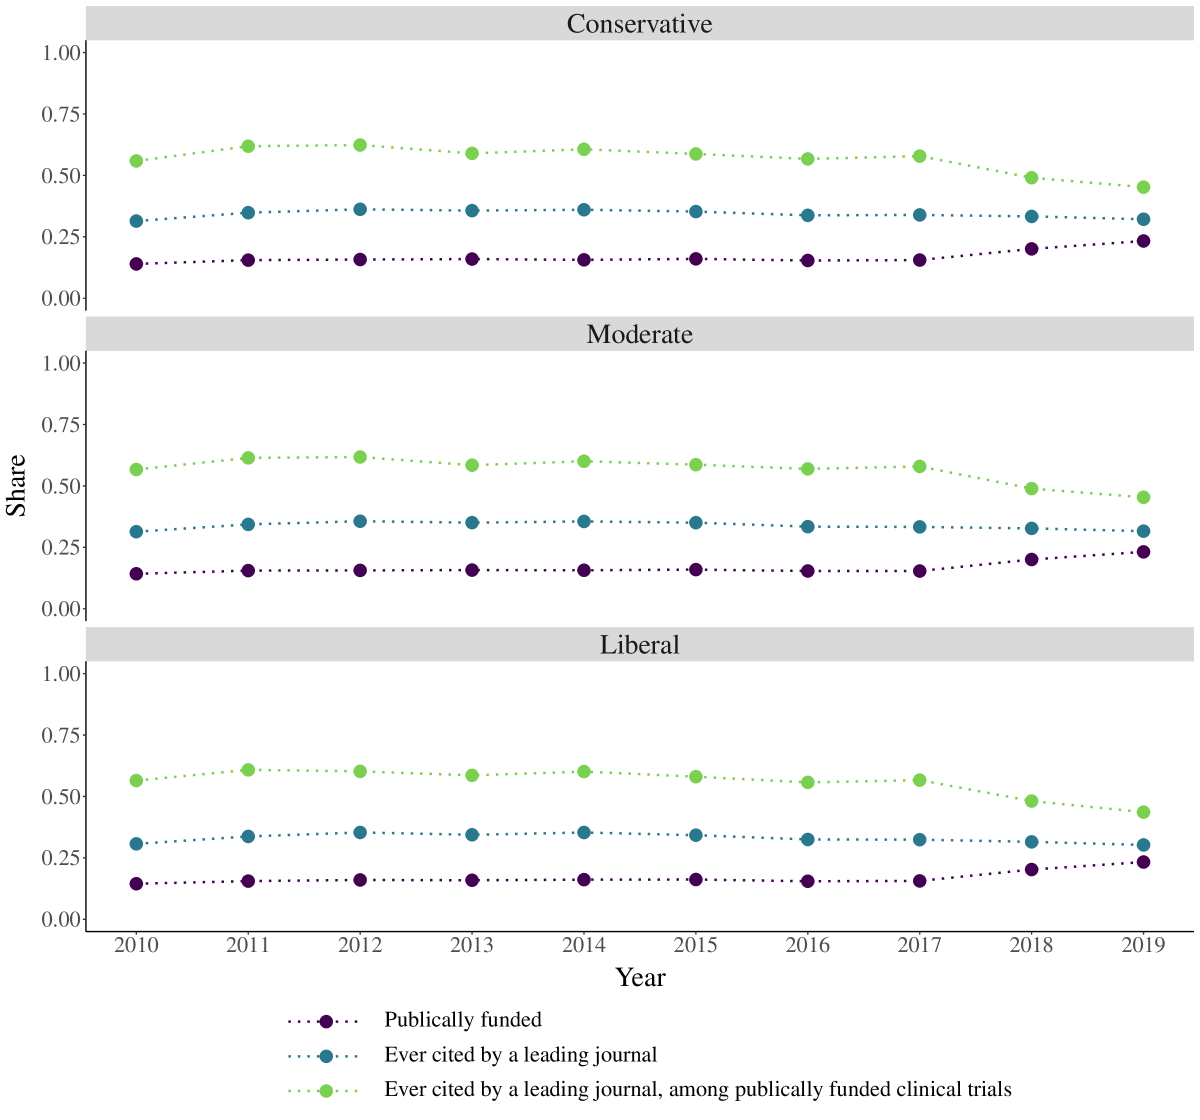 Conservative
1.00
0.75
0.50
0.25
0.00
Moderate
1.00
0.75
0.50
0.25
0.00
Share
Liberal
1.00
0.75
0.50
0.25
0.00
2010 2011 2012 2013 2014 2015 2016 2017 2018 2019
Year
Publically funded
Ever cited by a leading journal
Ever cited by a leading journal, among publically funded clinical trials